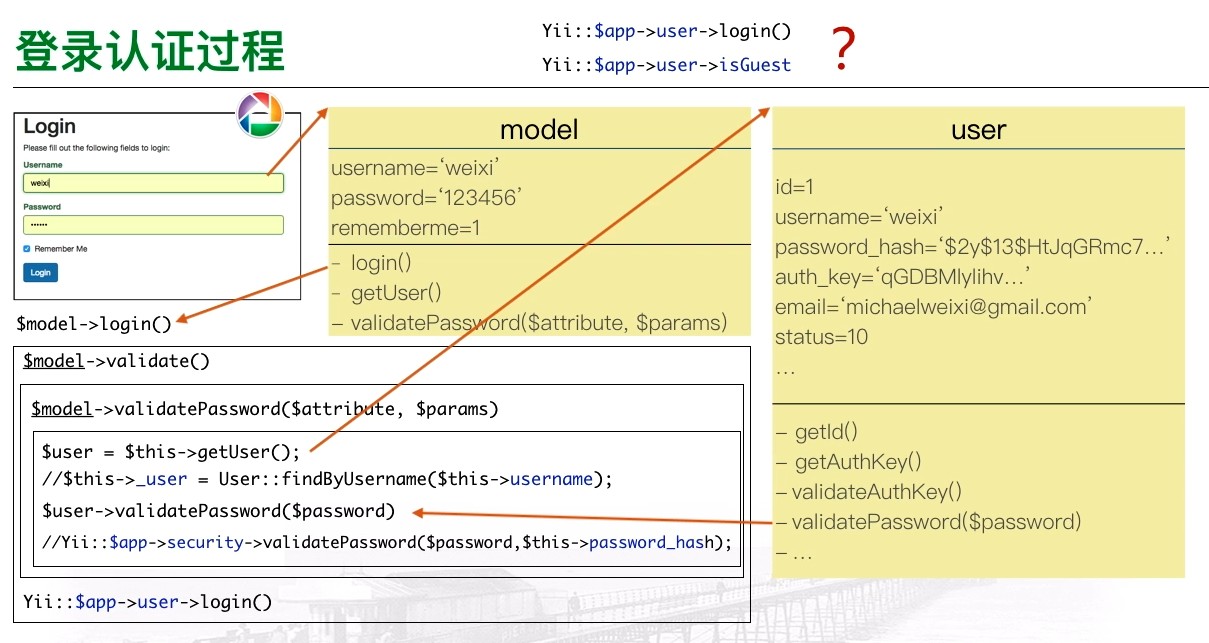 登录认证过程
Yii::$app->user->login()
Yii::$app->user->isGuest
?
Login
Please fill out the following fields to login:
Username
weixi
Password
••••••
Remember Me
Login
$model->login()
model
username=‘weixi’
password=‘123456’
rememberme=1
- login()
- getUser()
- validatePassword($attribute, $params)
user
id=1
username=‘weixi’
password_hash=‘$2y$13$HtJqGRmc7…’
auth_key=‘qGDBMlyIihv…’
email=‘michaelweixi@gmail.com’
status=10
…
- getId()
- getAuthKey()
- validateAuthKey()
- validatePassword($password)
- …
$model->validate()
$model->validatePassword($attribute, $params)
$user = $this->getUser();
//$this->_user = User::findByUsername($this->username);
$user->validatePassword($password)
//Yii::$app->security->validatePassword($password,$this->password_hash);
Yii::$app->user->login()